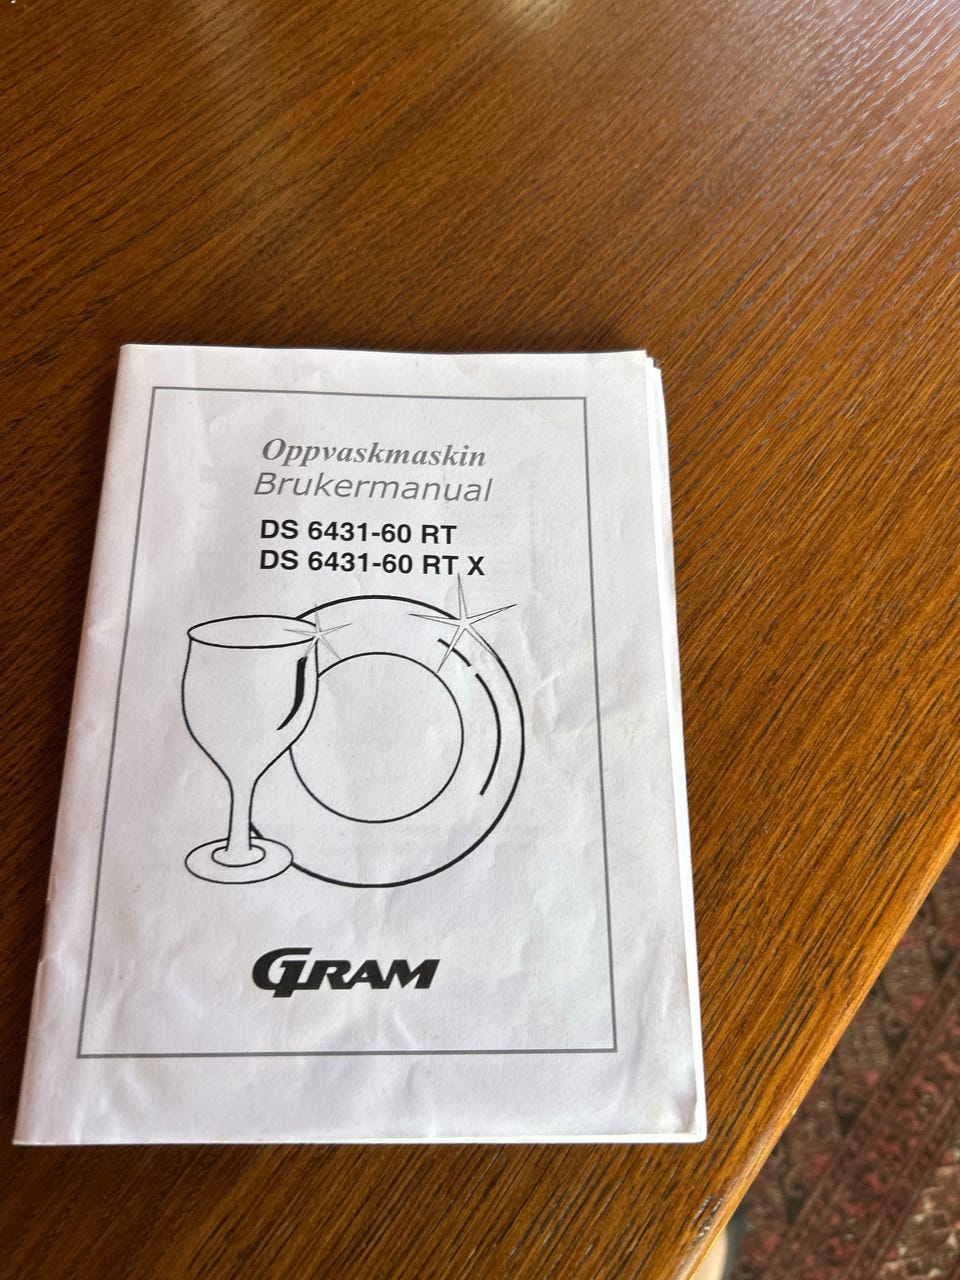 Oppvaskmaskin
Brukermanual
DS 6431-60 RT
DS 6431-60 RT X
GRAM